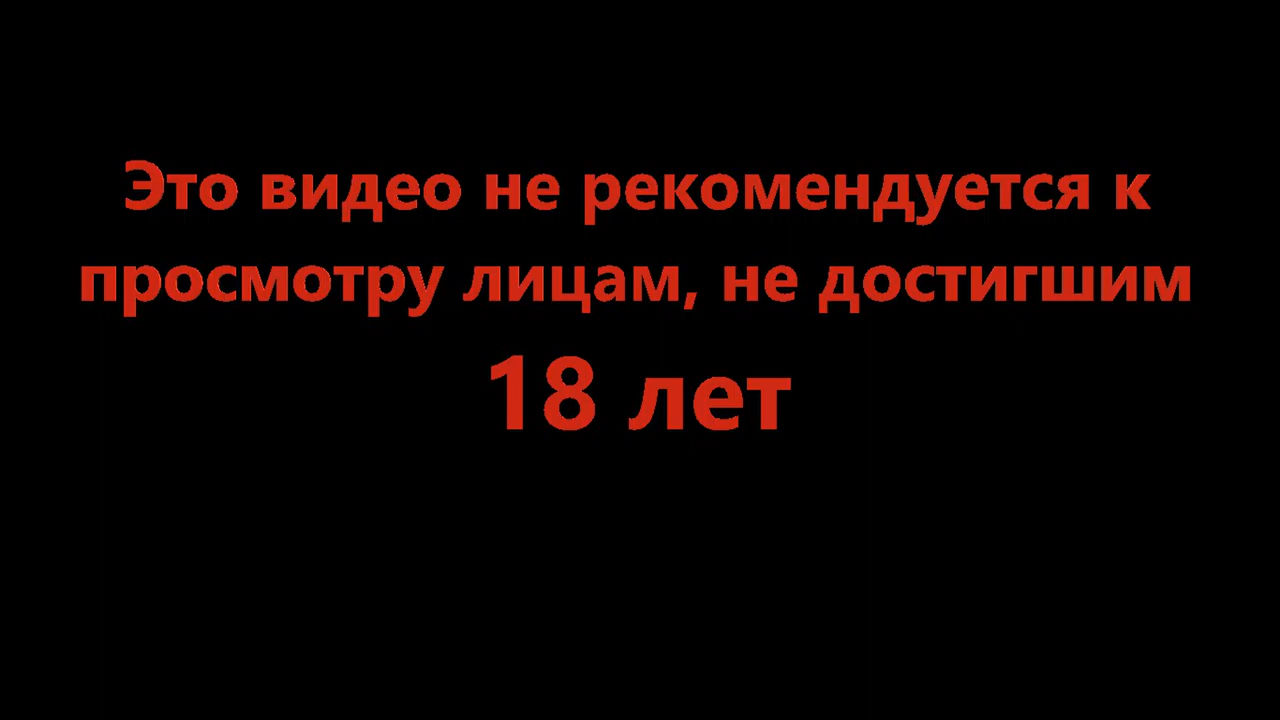 Это видео не рекомендуется к
просмотру лицам, не достигшим
18 лет